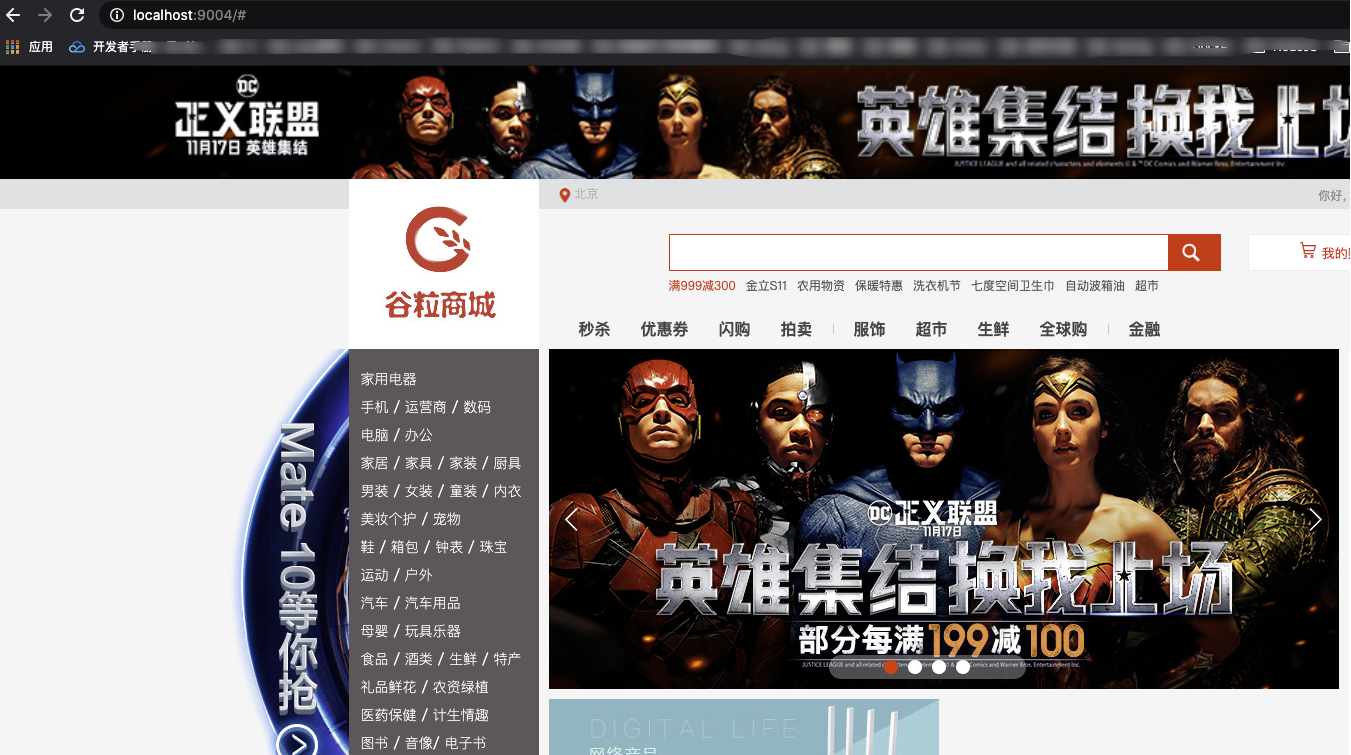 localhost:9004/#
应用 开发者手册
DC
正义联盟
11月17日 英雄集结
英雄集结 换我上场
JUSTICE LEAGUE and all related characters and elements © & ™ DC Comics and Warner Bros. Entertainment Inc
北京
你好,
谷粒商城
我的
满999减300 金立S11 农用物资 保暖特惠 洗衣机节 七度空间卫生巾 自动波箱油 超市
秒杀 优惠券 闪购 拍卖 服饰 超市 生鲜 全球购 金融
家用电器
手机 / 运营商 / 数码
电脑 / 办公
家居 / 家具 / 家装 / 厨具
男装 / 女装 / 童装 / 内衣
美妆个护 / 宠物
鞋 / 箱包 / 钟表 / 珠宝
运动 / 户外
汽车 / 汽车用品
母婴 / 玩具乐器
食品 / 酒类 / 生鲜 / 特产
礼品鲜花 / 农资绿植
医药保健 / 计生情趣
图书 / 音像/ 电子书
Mate 10等你抢
DC 正义联盟
11月17日
英雄集结换我上场
部分每满199减100
JUSTICE LEAGUE and all related Comics and Warner Bros. Entertainment Inc.
DIGITAL LIFE
网络产品